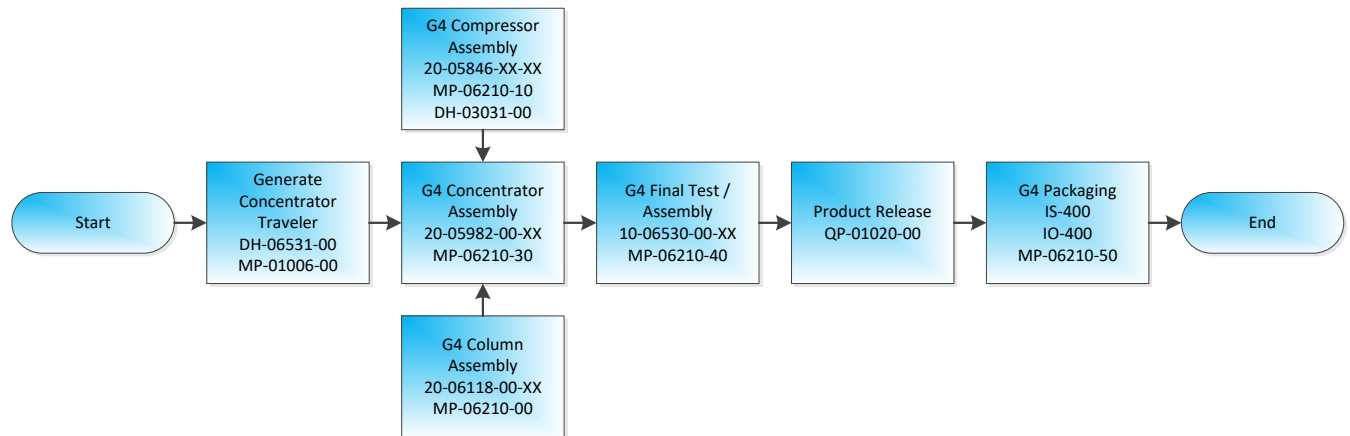 G4 Compressor
Assembly
20-05846-XX-XX
MP-06210-10
DH-03031-00
Start
Generate
Concentrator
Traveler
DH-06531-00
MP-01006-00
G4 Concentrator
Assembly
20-05982-00-XX
MP-06210-30
G4 Final Test /
Assembly
10-06530-00-XX
MP-06210-40
Product Release
QP-01020-00
G4 Packaging
IS-400
IO-400
MP-06210-50
End
G4 Column
Assembly
20-06118-00-XX
MP-06210-00